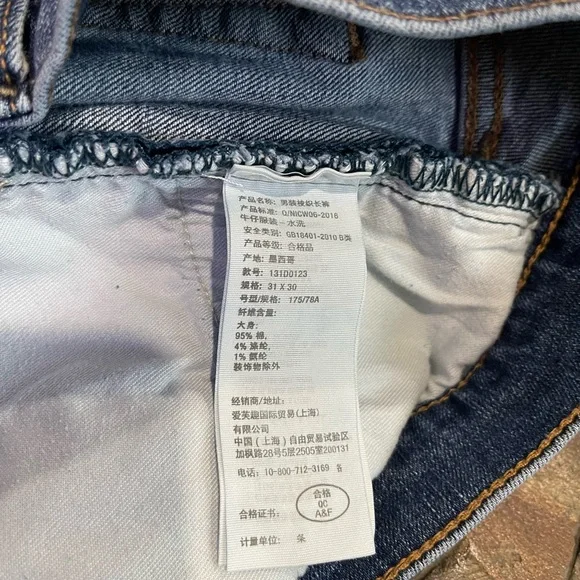 产品名称: 男装梭织长裤
产品标准: Q/NICW06-2016
牛仔服装-水洗
安全类别: GB18401-2010 B类
产品等级: 合格品
产地: 墨西哥
款号: 131D0123
规格: 31 X 30
号型/规格: 175/78A
纤维含量:
大身:
95% 棉,
4% 涤纶,
1% 氨纶
装饰物除外
经销商/地址:
爱芙趣国际贸易(上海)
有限公司
中国（上海）自由贸易试验区
加枫路28号5层2505室200131
电话: 10-800-712-3169
合格证书:
合格
QC
A&F
计量单位: 条